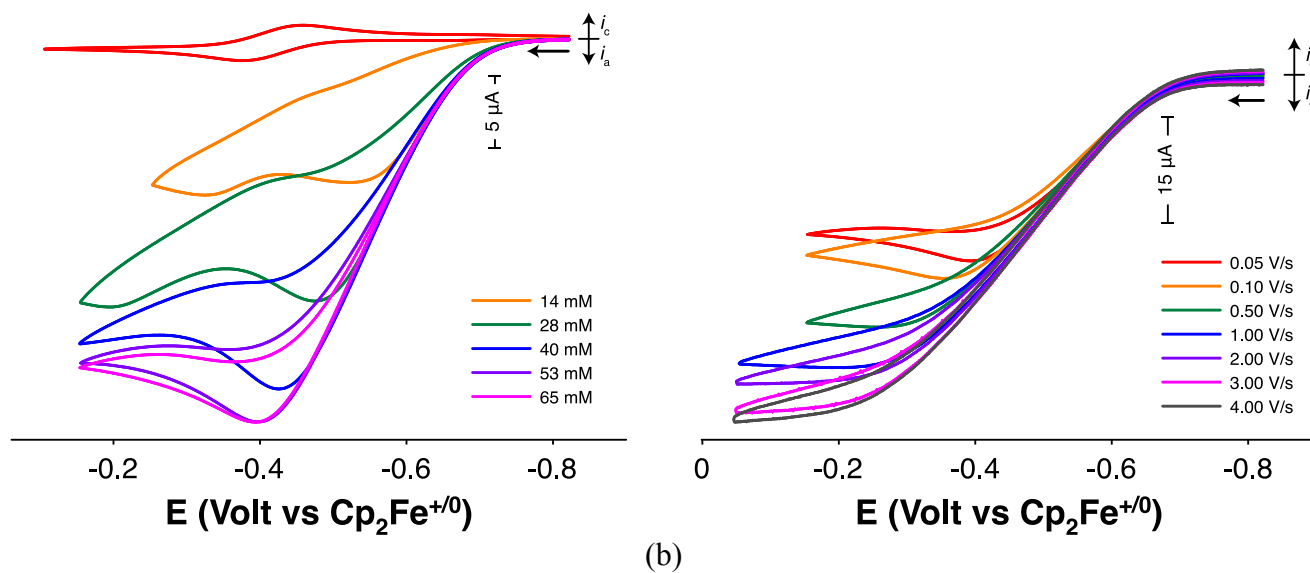 i_c
i_a
5 µA
14 mM
28 mM
40 mM
53 mM
65 mM
-0.2 -0.4 -0.6 -0.8
E (Volt vs Cp₂Fe⁺/⁰)
i
i
15 µA
0.05 V/s
0.10 V/s
0.50 V/s
1.00 V/s
2.00 V/s
3.00 V/s
4.00 V/s
0 -0.2 -0.4 -0.6 -0.8
E (Volt vs Cp₂Fe⁺/⁰)
(b)